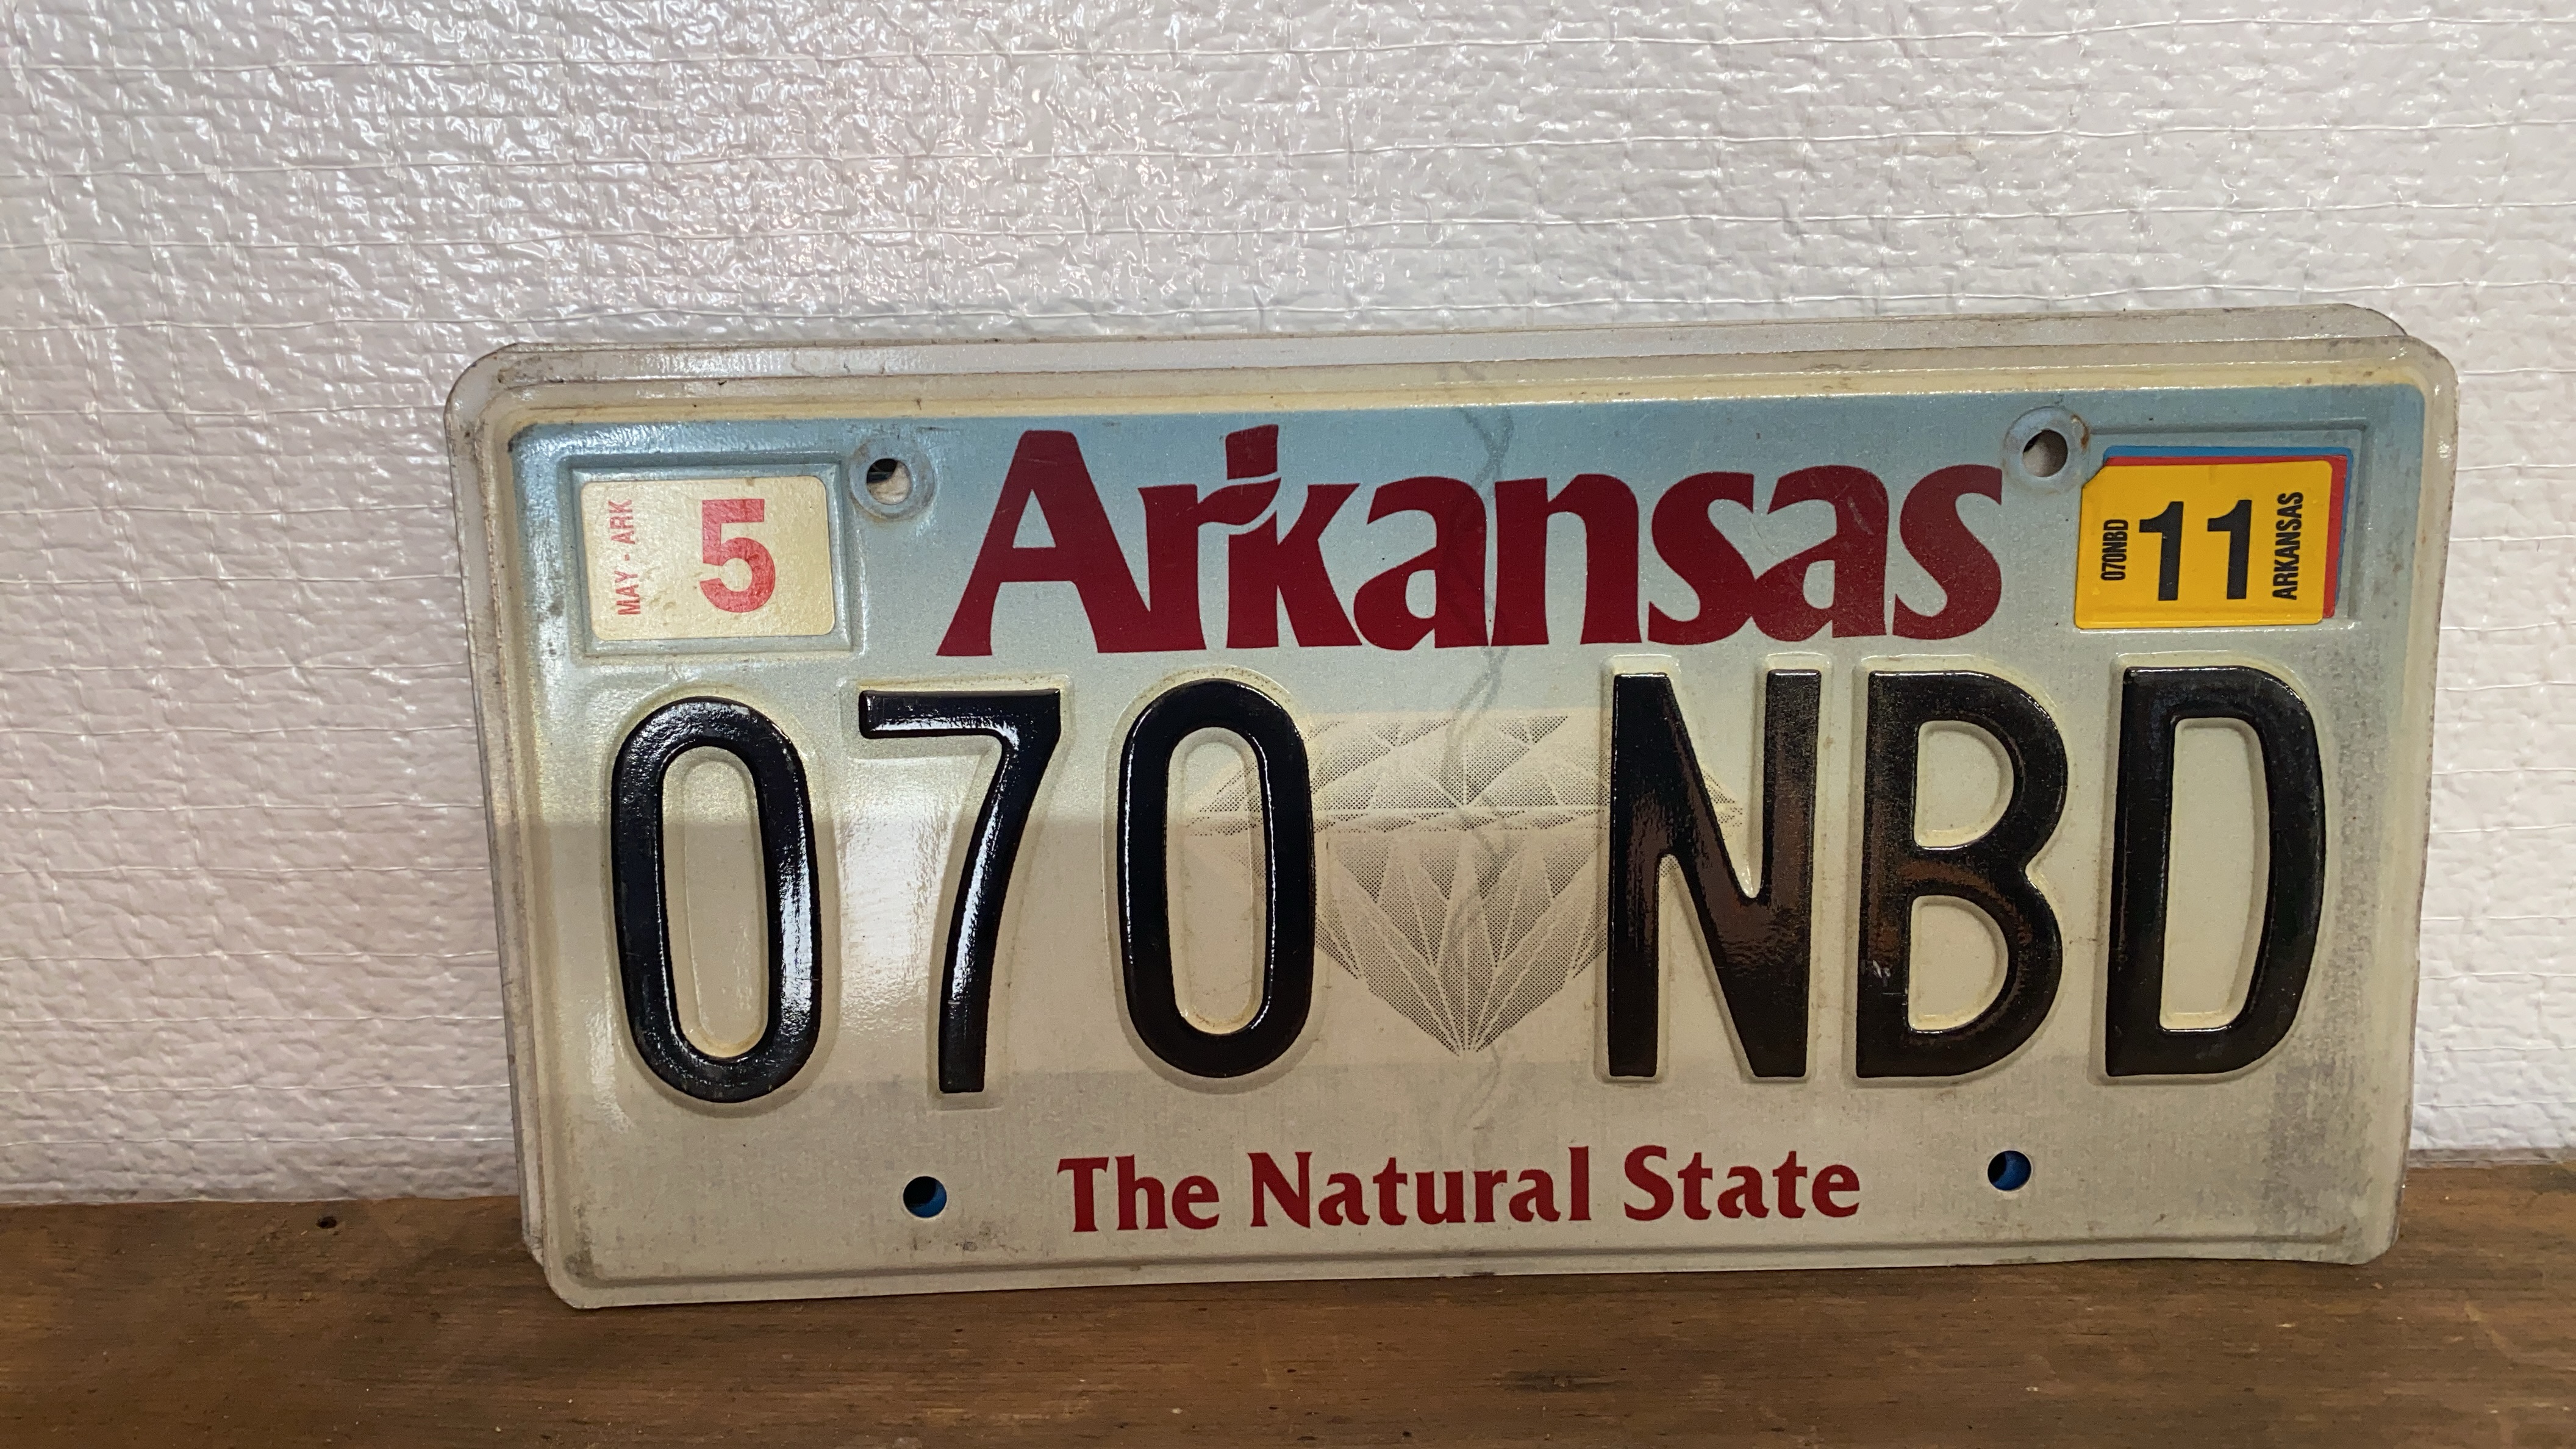 MAY - ARK
5
Arkansas
070NBD
11
ARKANSAS
070 NBD
The Natural State